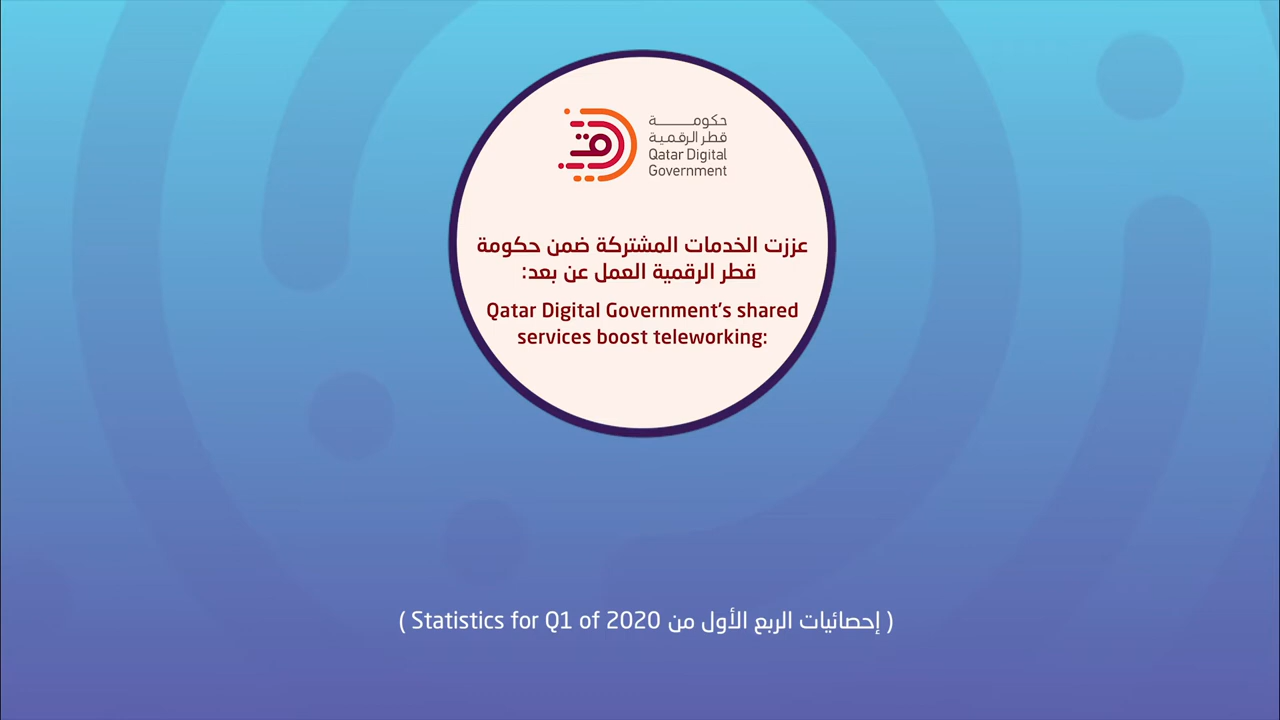 حكومـــــــة
قطر الرقمية
Qatar Digital
Government
عززت الخدمات المشتركة ضمن حكومة
قطر الرقمية العمل عن بعد:
Qatar Digital Government's shared
services boost teleworking:
( Statistics for Q1 of 2020 إحصائيات الربع الأول من )